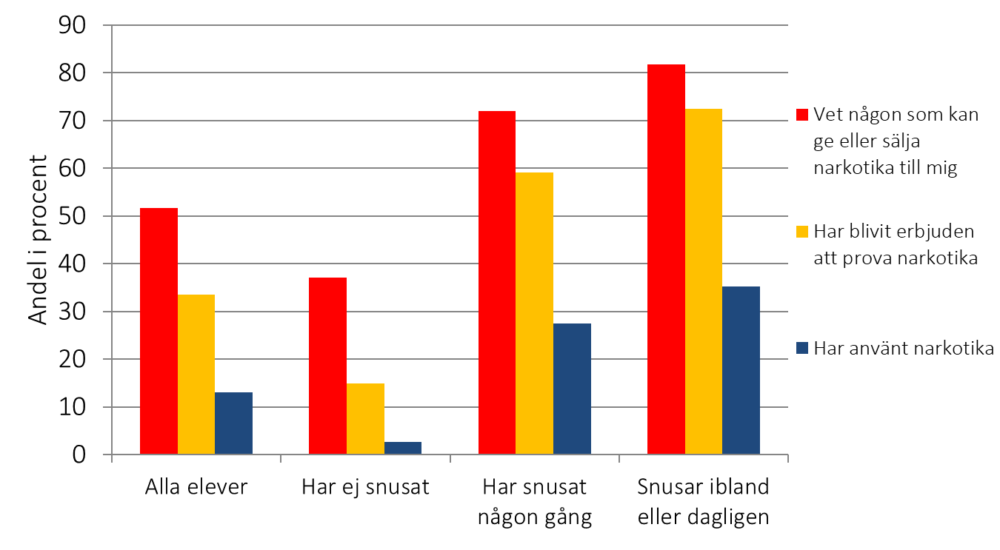 90
80
70
60
50
40
30
20
10
0
Andel i procent
Alla elever
Har ej snusat
Har snusat
någon gång
Snusar ibland
eller dagligen
Vet någon som kan
ge eller sälja
narkotika till mig
Har blivit erbjuden
att prova narkotika
Har använt narkotika